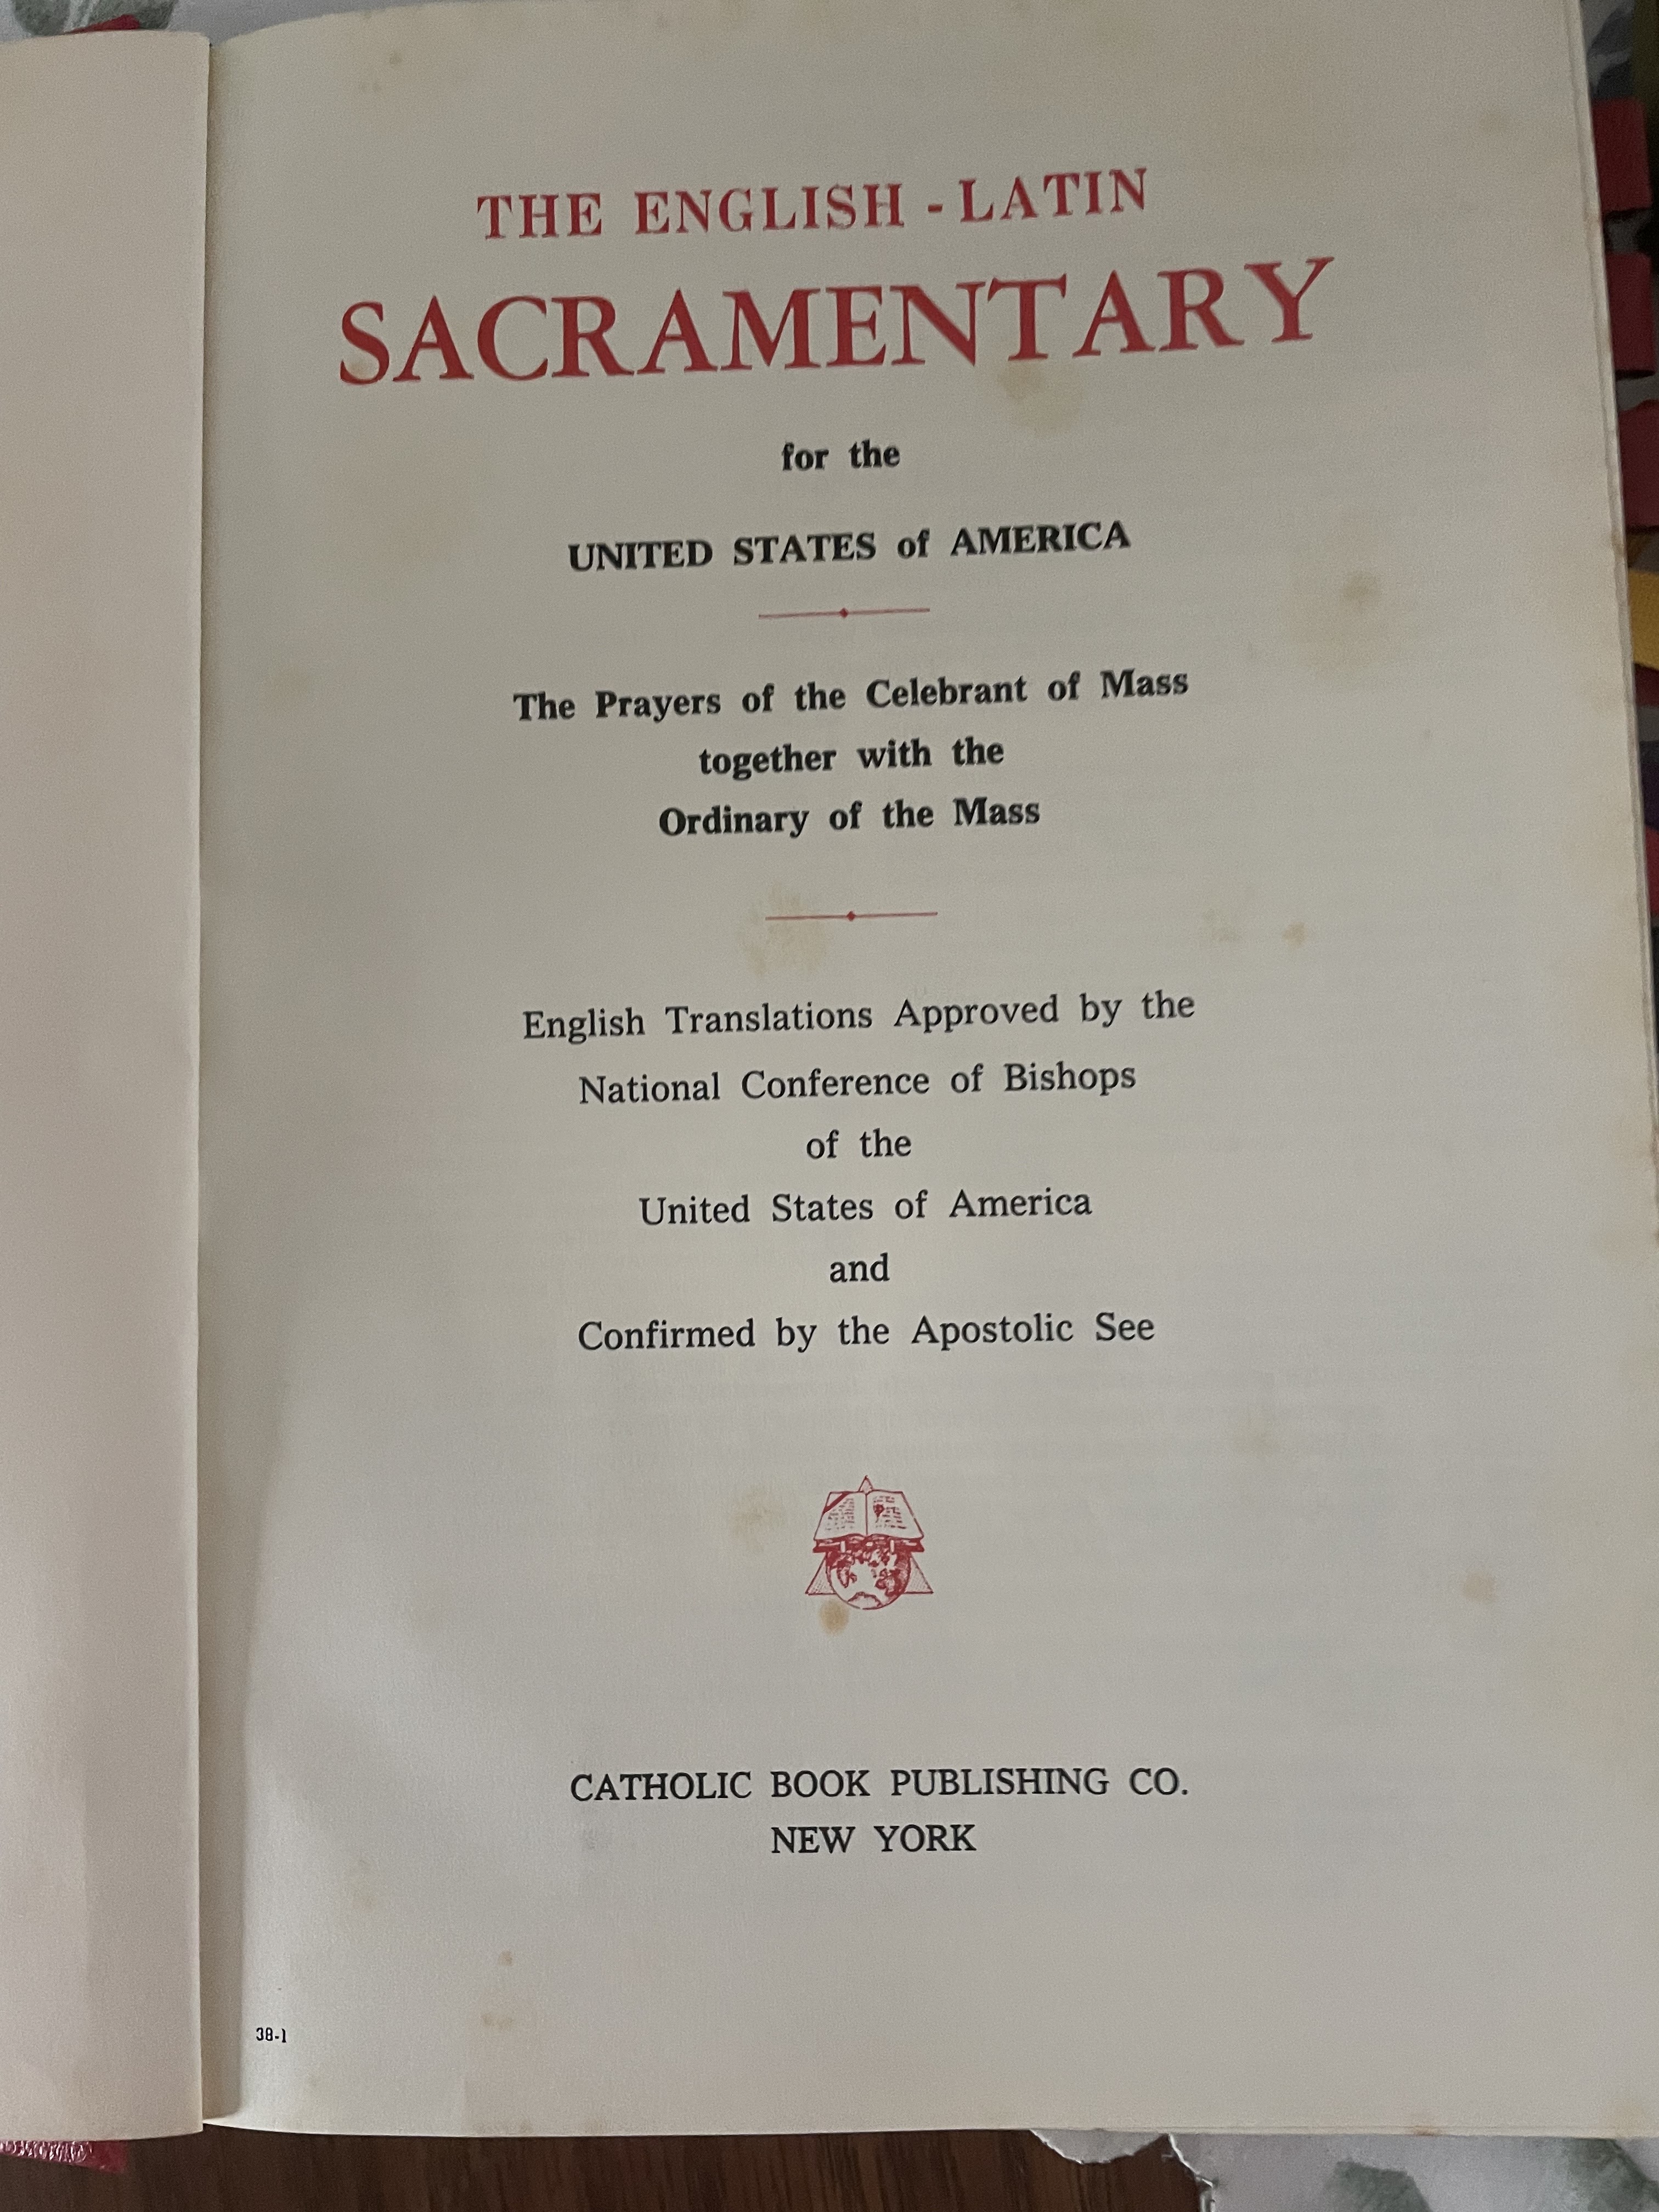 THE ENGLISH - LATIN
SACRAMENTARY
for the
UNITED STATES of AMERICA
The Prayers of the Celebrant of Mass
together with the
Ordinary of the Mass
English Translations Approved by the
National Conference of Bishops
of the
United States of America
and
Confirmed by the Apostolic See
CATHOLIC BOOK PUBLISHING CO.
NEW YORK
38-1